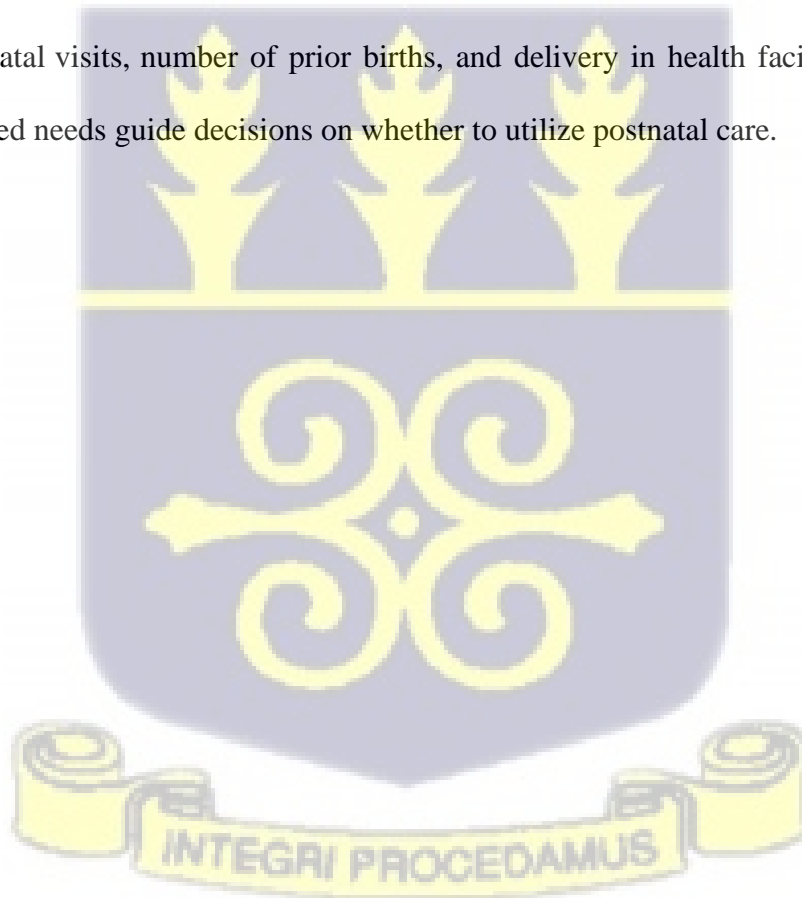 atal visits, number of prior births, and delivery in health faci
ed needs guide decisions on whether to utilize postnatal care.
INTEGRI PROCEDAMUS